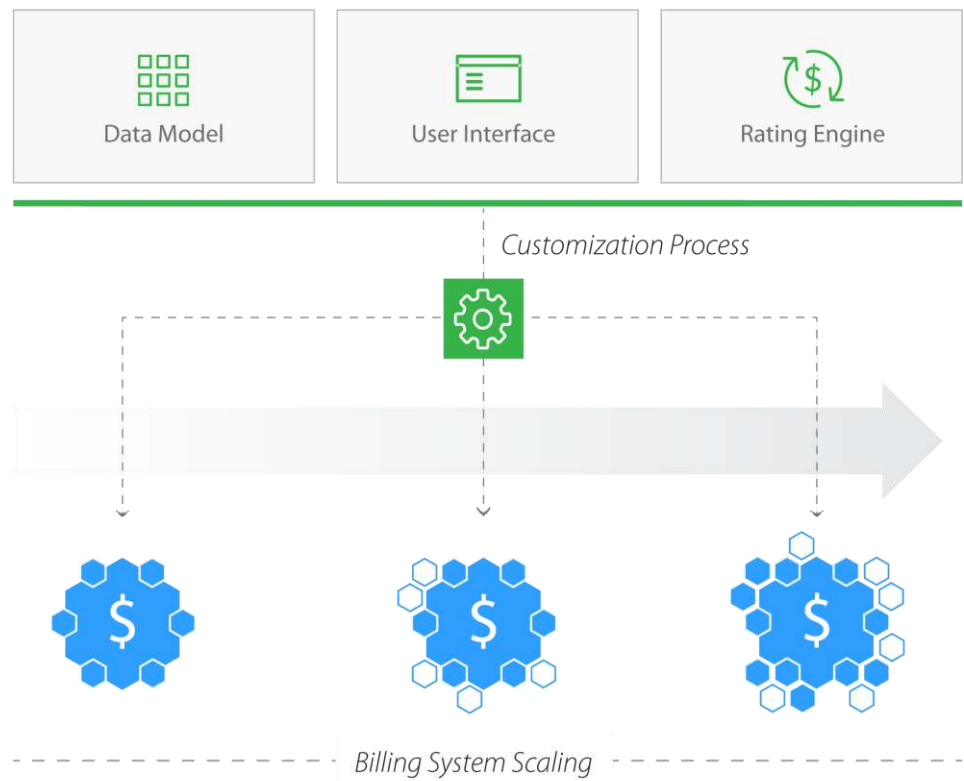 Data Model
User Interface
$
Rating Engine
Customization Process
$
$
$
Billing System Scaling